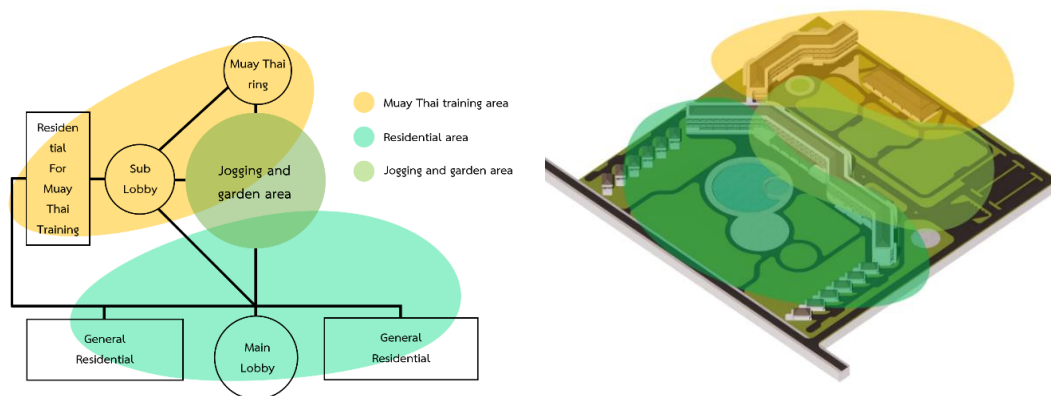 Muay Thai
ring
Residen
tial
For
Muay
Thai
Training
Sub
Lobby
Jogging and
garden area
General
Residential
Main
Lobby
General
Residential
Muay Thai training area
Residential area
Jogging and garden area